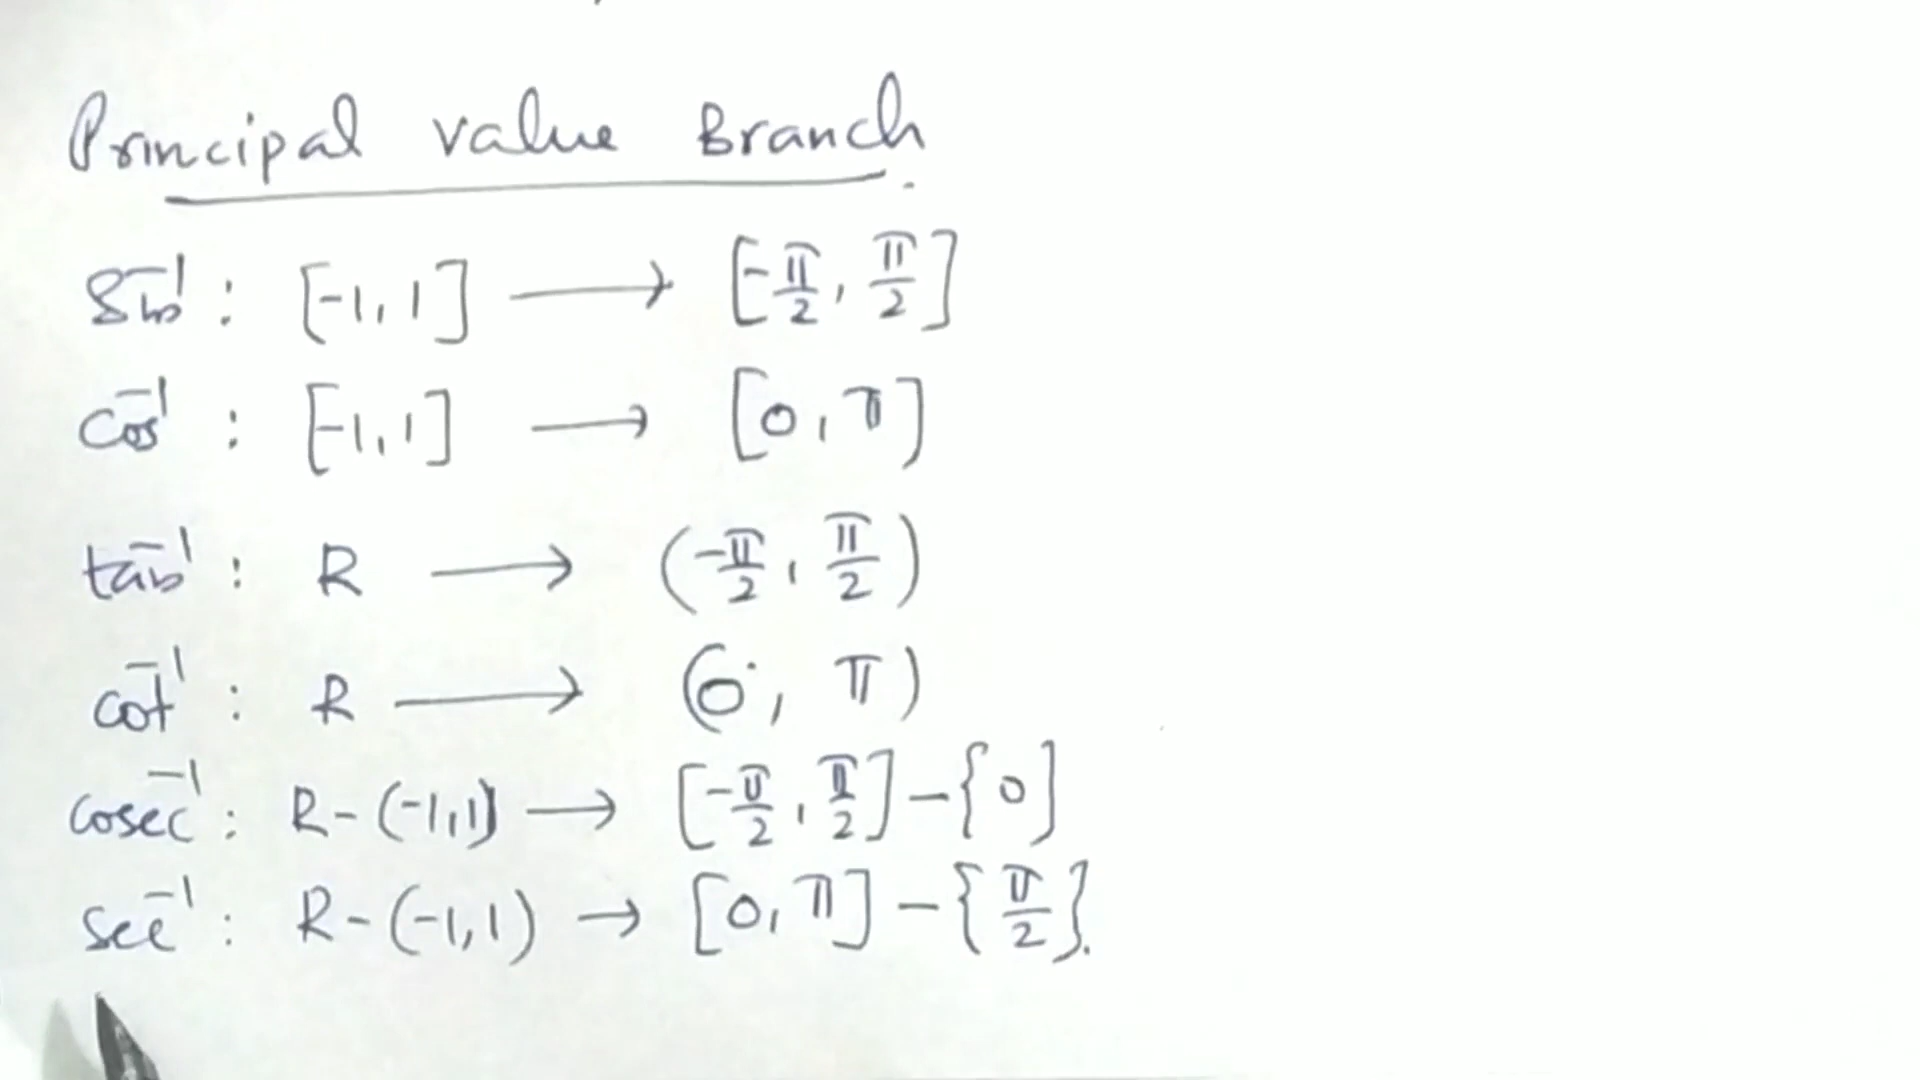 Principal value Branch.
Sin⁻¹ : [-1, 1] ⟶ [-π/2, π/2]
cos⁻¹ : [-1, 1] ⟶ [0, π]
tan⁻¹ : R ⟶ (-π/2, π/2)
cot⁻¹ : R ⟶ (0, π)
cosec⁻¹ : R-(-1,1) ⟶ [-π/2, π/2]-{0]
sec⁻¹ : R-(-1,1) → [0, π]-{π/2}.